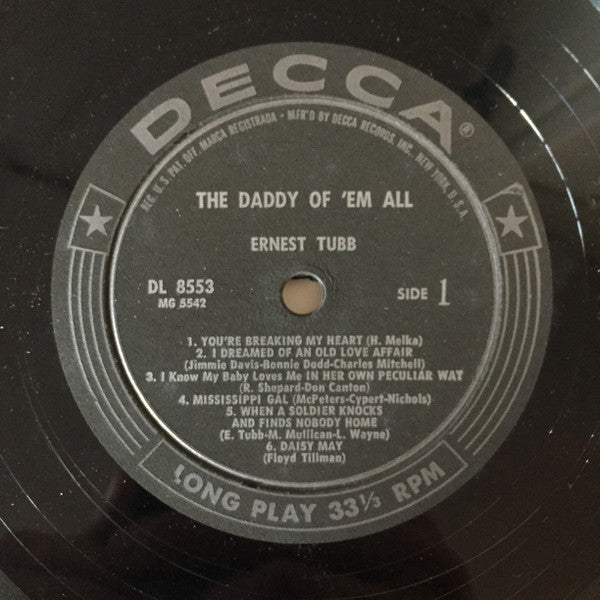 DECCA®
REG. U.S. PAT. OFF. MARCA REGISTRADA • MFR'D BY DECCA RECORDS, INC., NEW YORK, U.S.A.
THE DADDY OF 'EM ALL
ERNEST TUBB
DL 8553
MG 5542
SIDE 1
1. YOU'RE BREAKING MY HEART (H. Melka)
2. I DREAMED OF AN OLD LOVE AFFAIR
(Jimmie Davis-Bonnie Dodd-Charles Mitchell)
3. I Know My Baby Loves Me IN HER OWN PECULIAR WAY
(R. Shepard-Don Canton)
4. MISSISSIPPI GAL (McPeters-Cypert-Nichols)
5. WHEN A SOLDIER KNOCKS
AND FINDS NOBODY HOME
(E. Tubb-M. Mullican-L. Wayne)
6. DAISY MAY
(Floyd Tillman)
LONG PLAY 33⅓ RPM